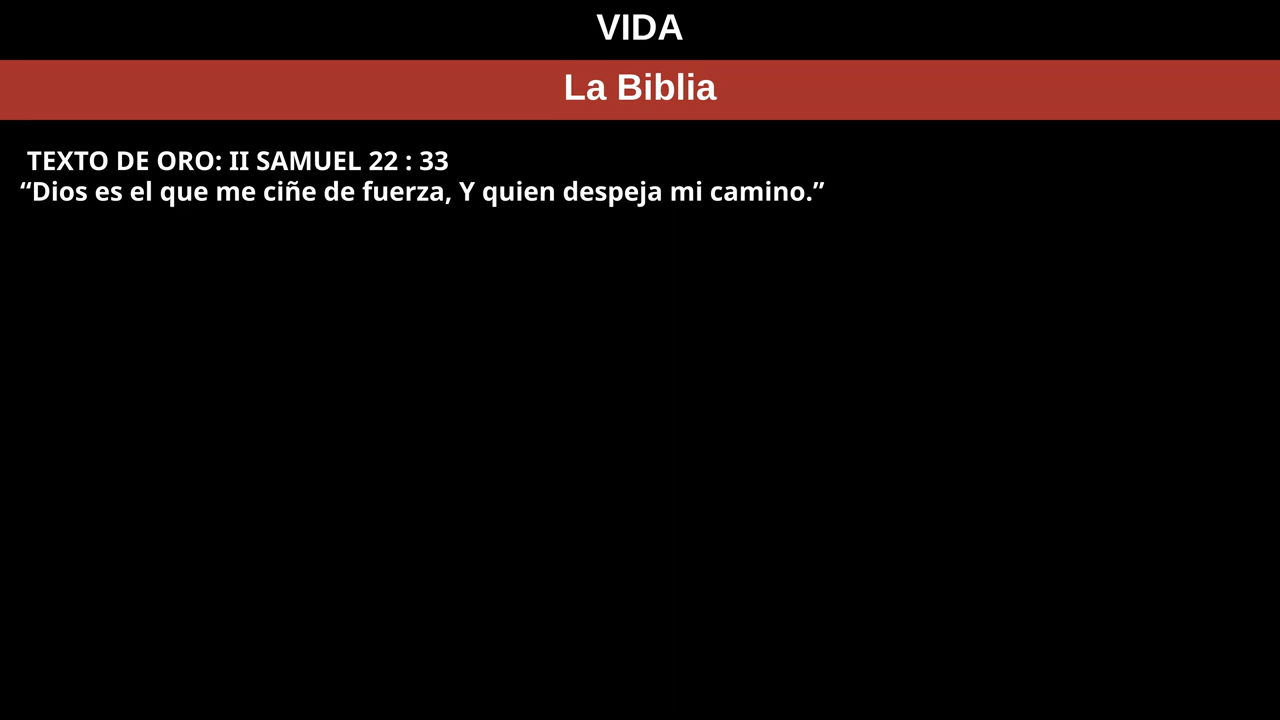 VIDA
La Biblia
TEXTO DE ORO: II SAMUEL 22 : 33
“Dios es el que me ciñe de fuerza, Y quien despeja mi camino.”